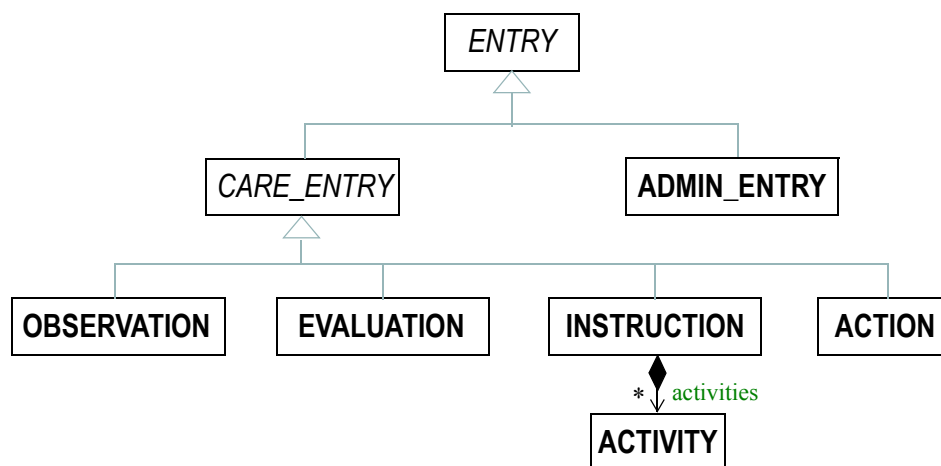 ENTRY
CARE_ENTRY
ADMIN_ENTRY
OBSERVATION
EVALUATION
INSTRUCTION
ACTION
* activities
ACTIVITY